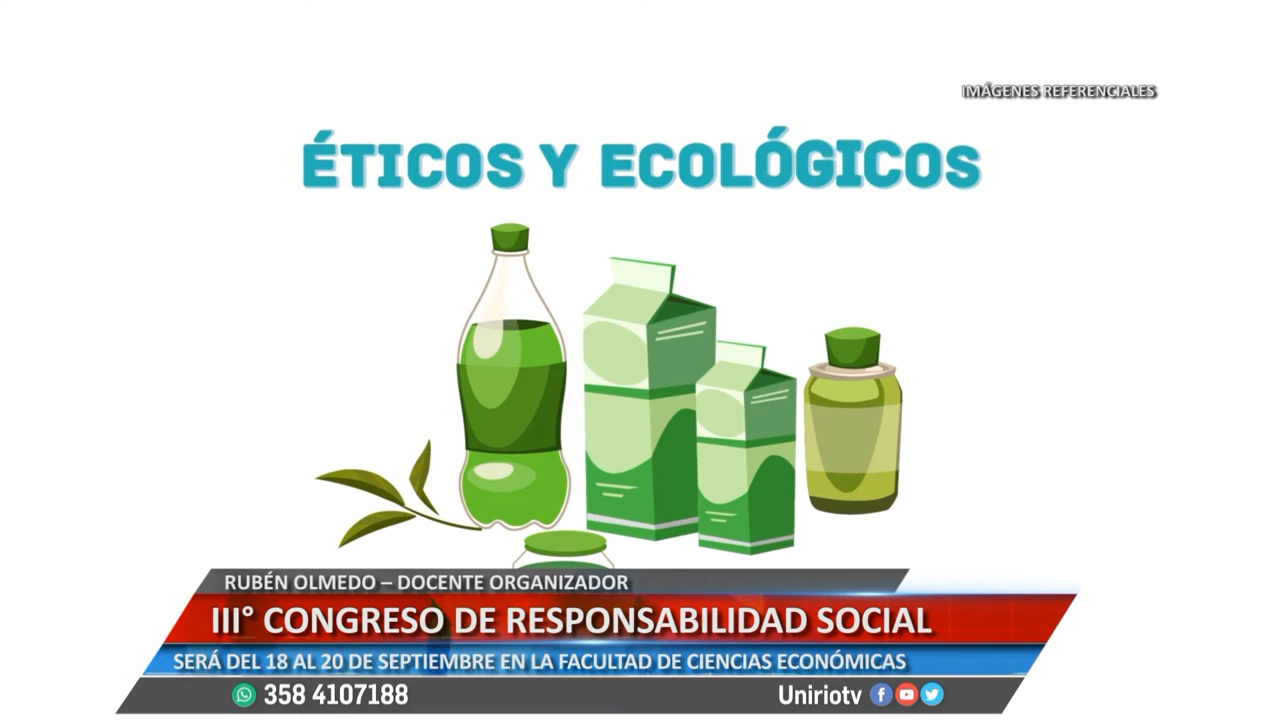 IMÁGENES REFERENCIALES
ÉTICOS Y ECOLÓGICOS
RUBÉN OLMEDO – DOCENTE ORGANIZADOR
III° CONGRESO DE RESPONSABILIDAD SOCIAL
SERÁ DEL 18 AL 20 DE SEPTIEMBRE EN LA FACULTAD DE CIENCIAS ECONÓMICAS
358 4107188 Uniriotv